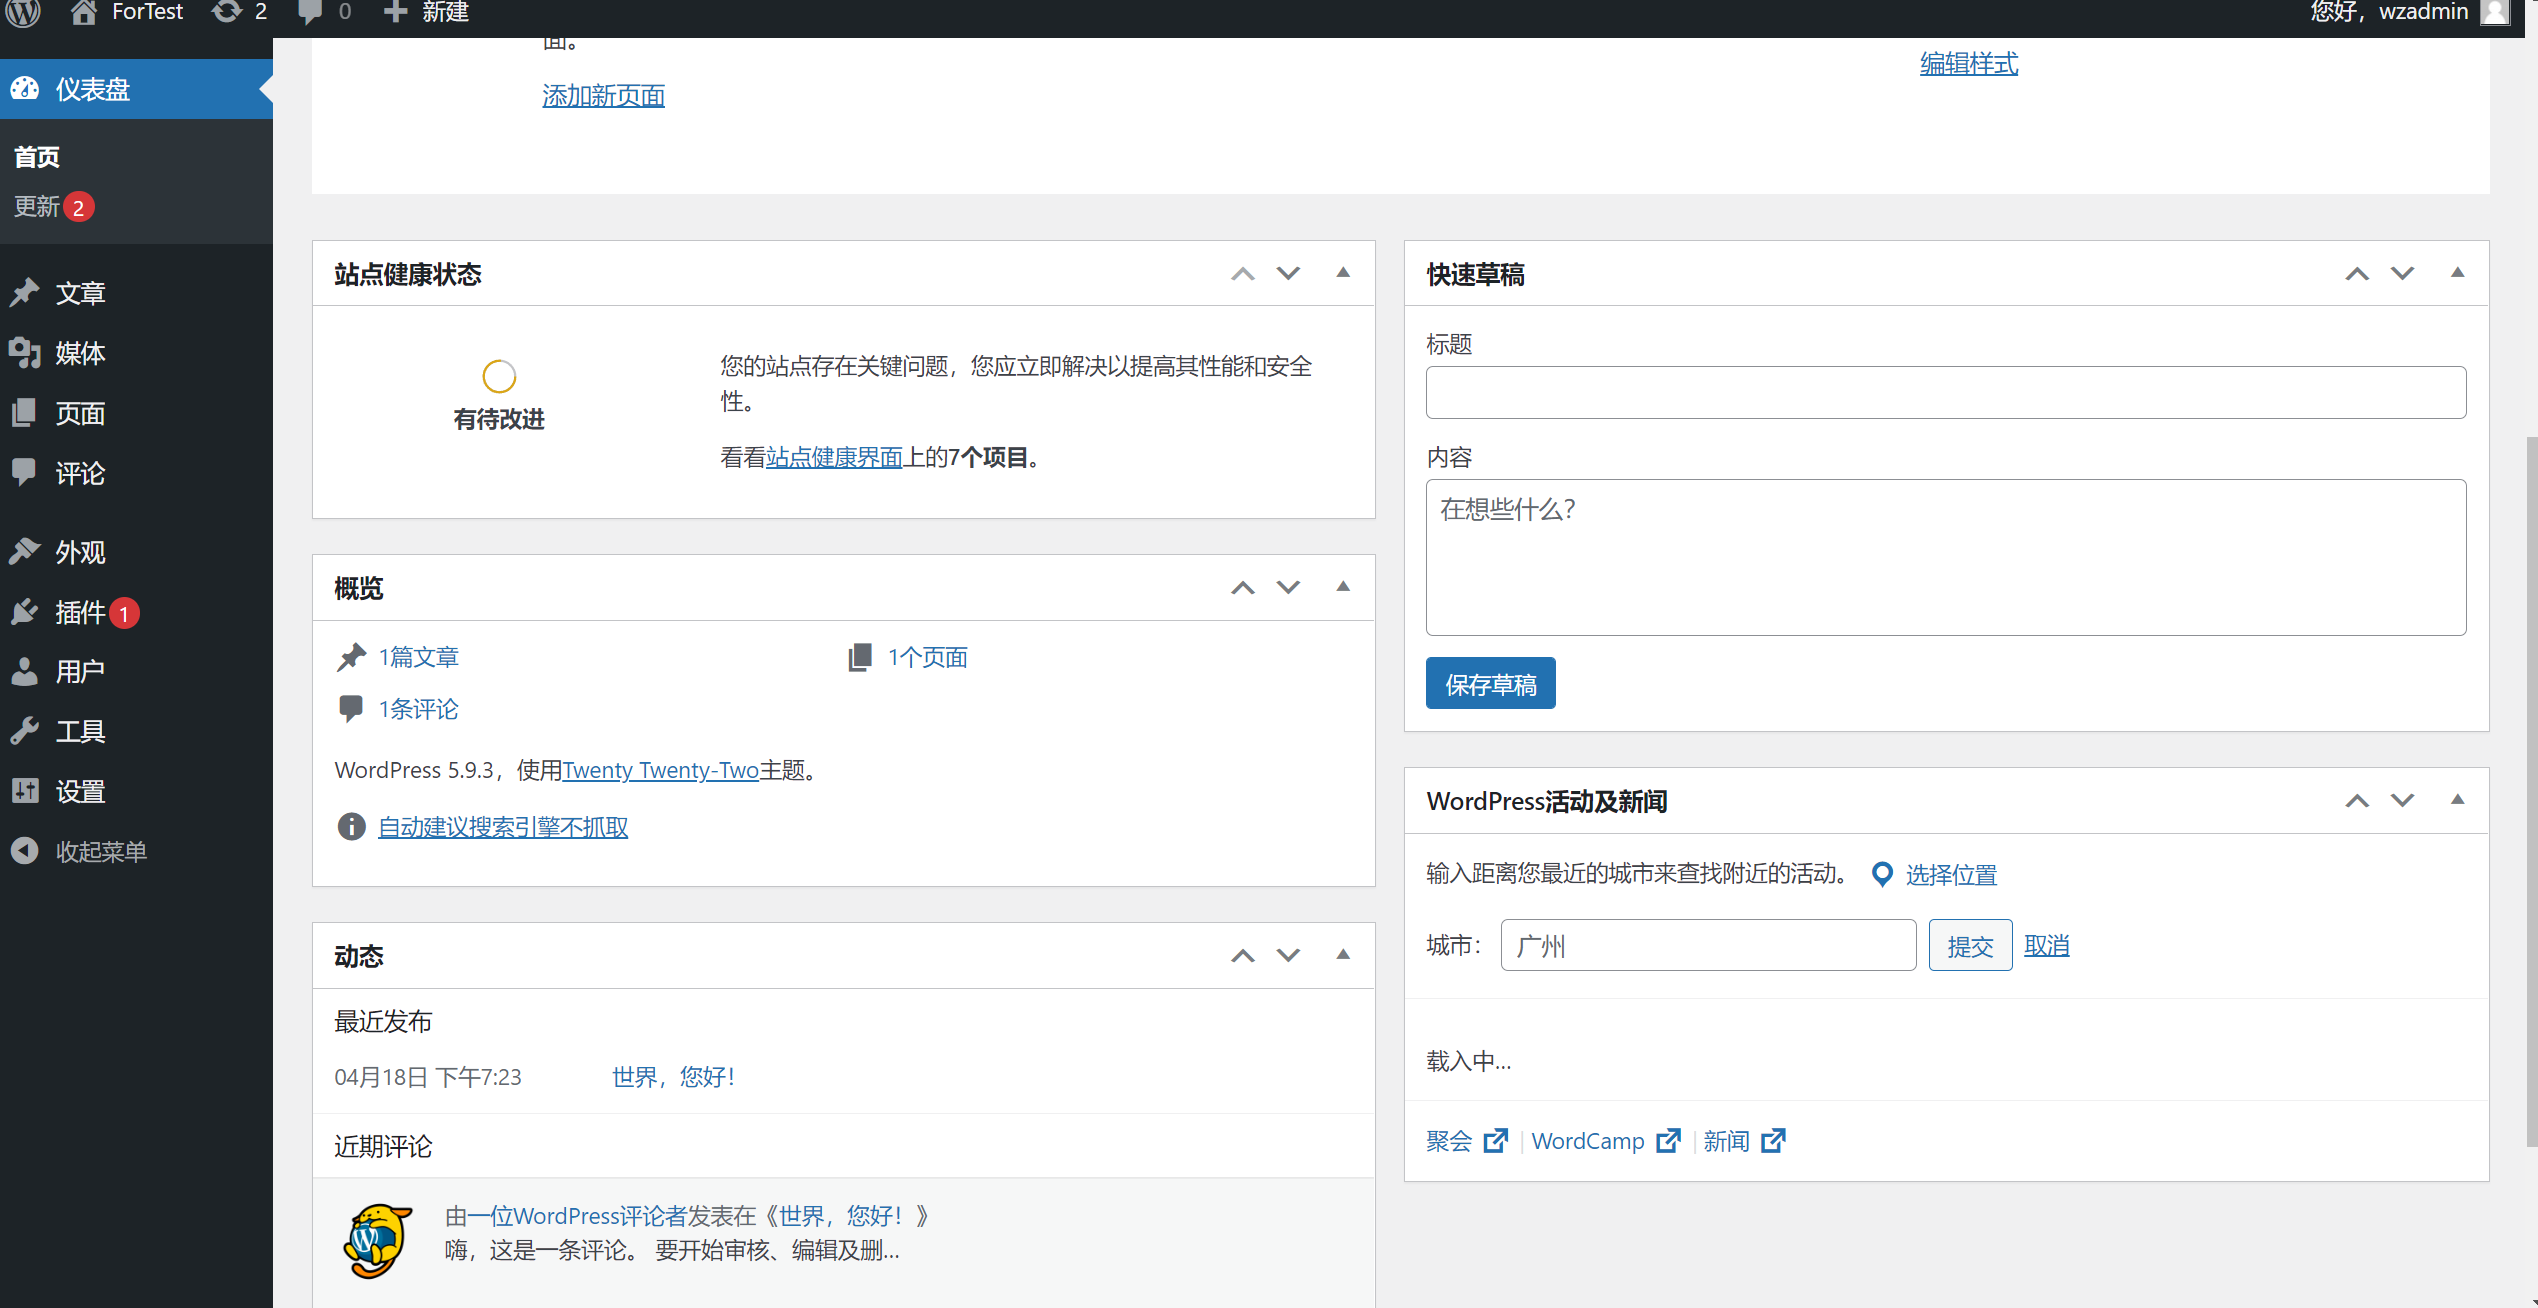 ForTest
2
0
新建
您好，wzadmin
仪表盘
首页
更新 2
文章
媒体
页面
评论
外观
插件 1
用户
工具
设置
收起菜单
面。
添加新页面
编辑样式
站点健康状态
有待改进
您的站点存在关键问题，您应立即解决以提高其性能和安全
性。
看看站点健康界面上的7个项目。
概览
1篇文章
1个页面
1条评论
WordPress 5.9.3，使用Twenty Twenty-Two主题。
自动建议搜索引擎不抓取
动态
最近发布
04月18日 下午7:23
世界，您好！
近期评论
由一位WordPress评论者发表在《世界，您好！》
嗨，这是一条评论。 要开始审核、编辑及删…
快速草稿
标题
内容
在想些什么？
保存草稿
WordPress活动及新闻
输入距离您最近的城市来查找附近的活动。 选择位置
城市： 广州 提交 取消
载入中…
聚会 | WordCamp | 新闻